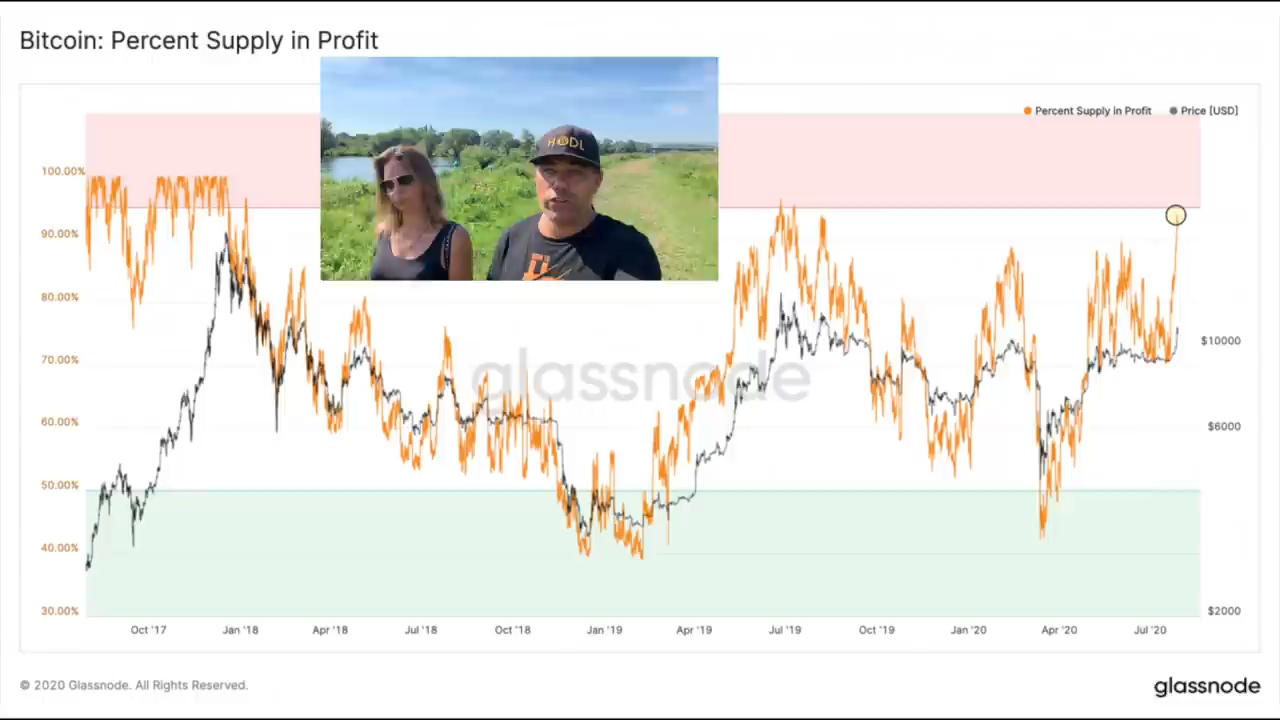 Bitcoin: Percent Supply in Profit
Percent Supply in Profit
Price [USD]
HODL
100.00%
90.00%
80.00%
70.00%
60.00%
50.00%
40.00%
30.00%
$10000
$6000
$2000
glassnode
Oct '17
Jan '18
Apr '18
Jul '18
Oct '18
Jan '19
Apr '19
Jul '19
Oct '19
Jan '20
Apr '20
Jul '20
© 2020 Glassnode. All Rights Reserved.
glassnode